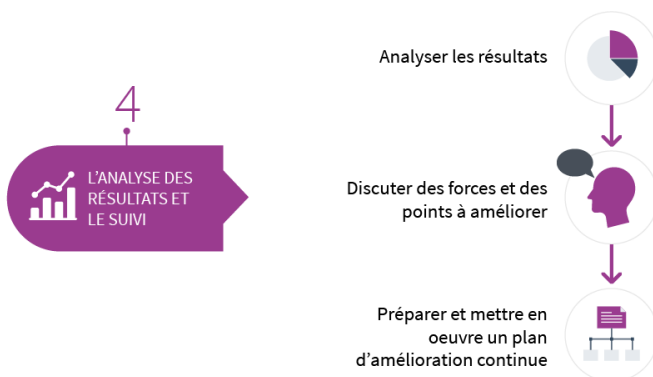 4
L'ANALYSE DES
RÉSULTATS ET
LE SUIVI
Analyser les résultats
Discuter des forces et des
points à améliorer
Préparer et mettre en
oeuvre un plan
d'amélioration continue